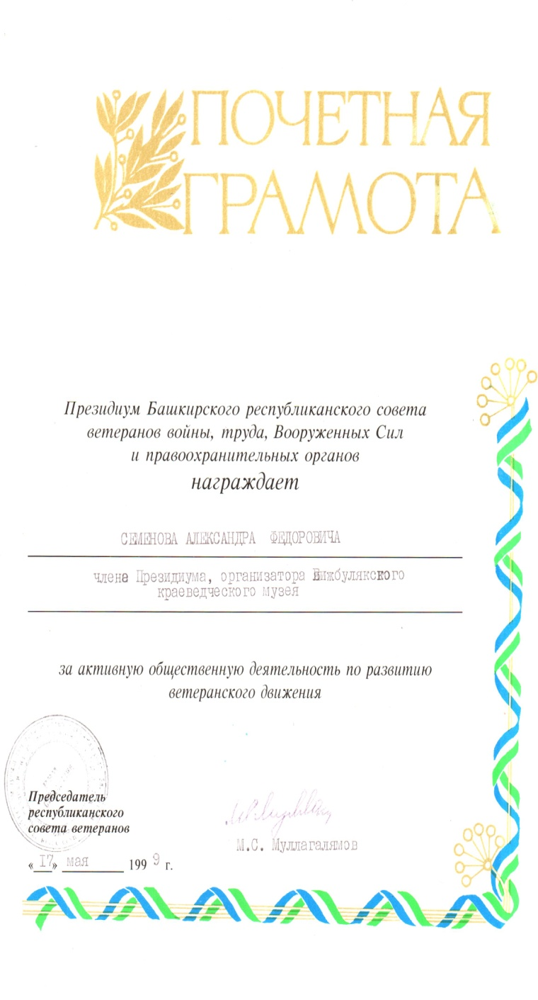 ПОЧЕТНАЯ
ГРАМОТА
Президиум Башкирского республиканского совета
ветеранов войны, труда, Вооруженных Сил
и правоохранительных органов
награждает
СЕМЕНОВА АЛЕКСАНДРА ФЕДОРОВИЧА
члена Президиума, организатора Бижбулякского
краеведческого музея
за активную общественную деятельность по развитию
ветеранского движения
Председатель
республиканского
совета ветеранов
М.С. Муллагалямов
«17» мая 1999 г.